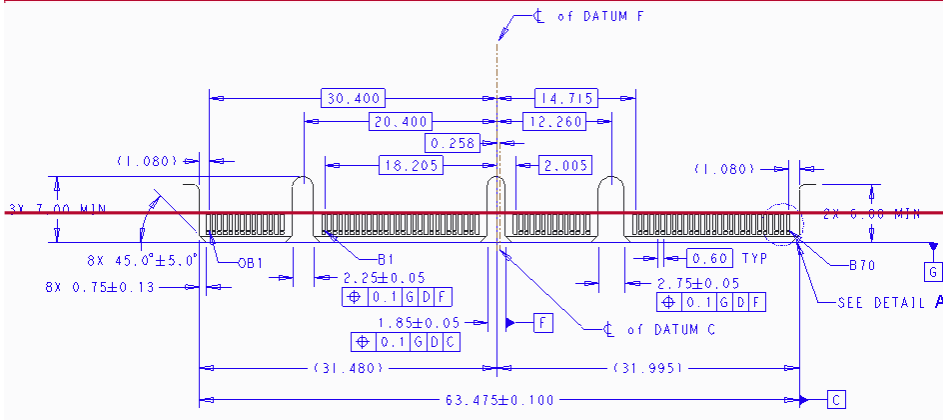 ℄ of DATUM F
30.400
14.715
20.400
12.260
0.258
(1.080)
18.205
2.005
(1.080)
3X 7.00 MIN
2X 6.00 MIN
8X 45.0°±5.0°
OB1
B1
0.60 TYP
B70
G
8X 0.75±0.13
2.25±0.05
2.75±0.05
⌖ 0.1 G D F
⌖ 0.1 G D F
SEE DETAIL A
1.85±0.05
F
℄ of DATUM C
⌖ 0.1 G D C
(31.480)
(31.995)
63.475±0.100
C